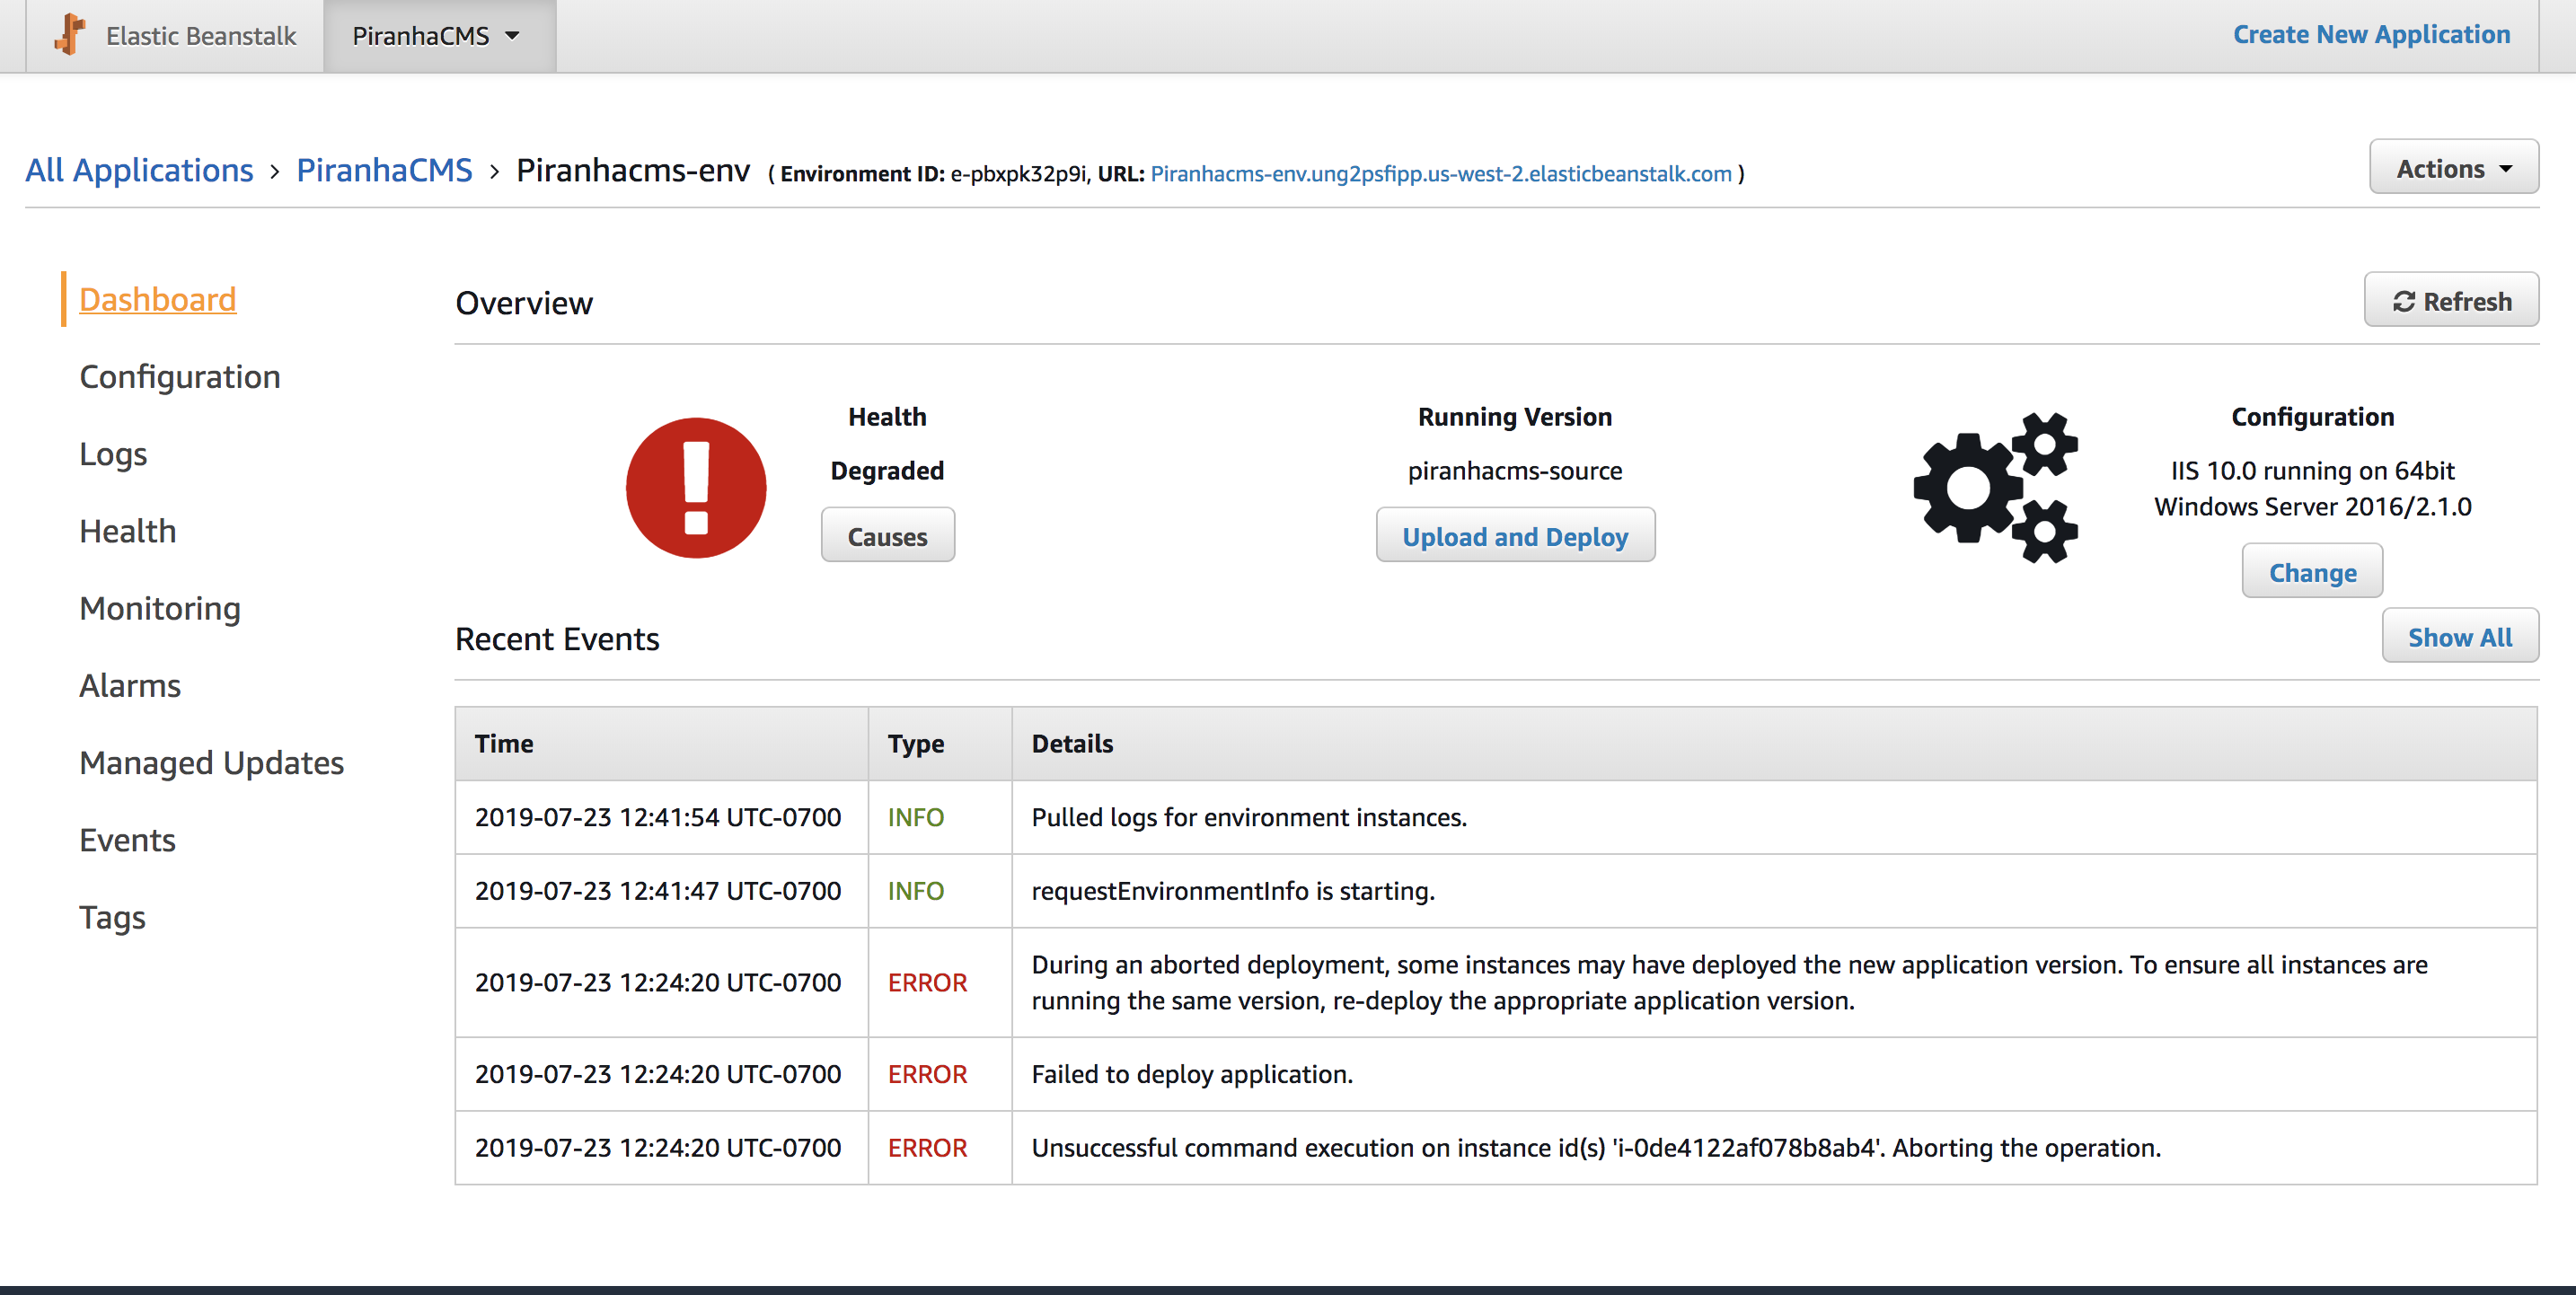 Elastic Beanstalk
PiranhaCMS
Create New Application
All Applications › PiranhaCMS › Piranhacms-env ( Environment ID: e-pbxpk32p9i, URL: Piranhacms-env.ung2psfipp.us-west-2.elasticbeanstalk.com )
Actions
Dashboard
Configuration
Logs
Health
Monitoring
Alarms
Managed Updates
Events
Tags
Overview
Refresh
Health
Degraded
Causes
Running Version
piranhacms-source
Upload and Deploy
Configuration
IIS 10.0 running on 64bit
Windows Server 2016/2.1.0
Change
Recent Events
Show All
Time Type Details
2019-07-23 12:41:54 UTC-0700 INFO Pulled logs for environment instances.
2019-07-23 12:41:47 UTC-0700 INFO requestEnvironmentInfo is starting.
2019-07-23 12:24:20 UTC-0700 ERROR During an aborted deployment, some instances may have deployed the new application version. To ensure all instances are
running the same version, re-deploy the appropriate application version.
2019-07-23 12:24:20 UTC-0700 ERROR Failed to deploy application.
2019-07-23 12:24:20 UTC-0700 ERROR Unsuccessful command execution on instance id(s) 'i-0de4122af078b8ab4'. Aborting the operation.